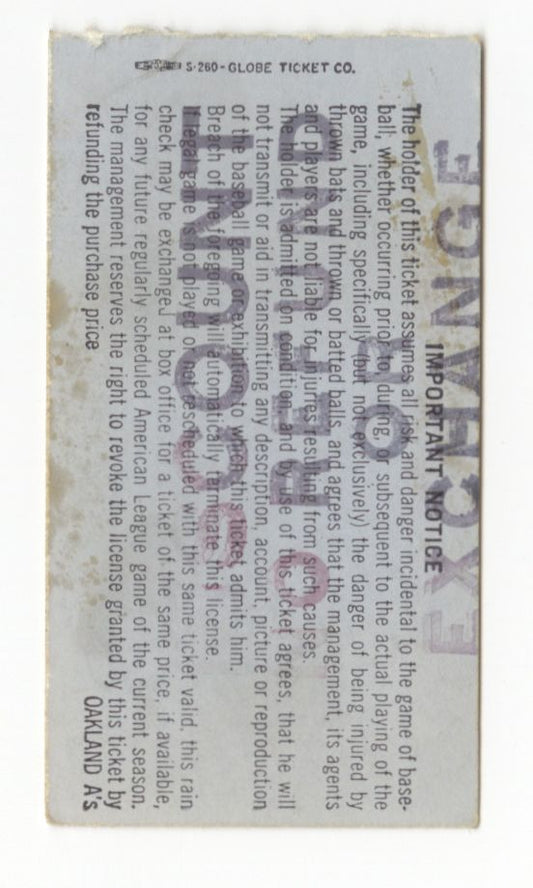 S-260-GLOBE TICKET CO.
IMPORTANT NOTICE
The holder of this ticket assumes all risk and danger incidental to the game of base-
ball, whether occurring prior to, during, or subsequent to the actual playing of the
game, including specifically (but not exclusively) the danger of being injured by
thrown bats and thrown or batted balls, and agrees that the management, its agents
and players are not liable for injuries resulting from such causes.
The holder is admitted on condition, and by use of this ticket agrees, that he will
not transmit or aid in transmitting any description, account, picture or reproduction
of the baseball game or exhibition to which this ticket admits him.
Breach of the foregoing will automatically terminate this license.
If legal game is not played or not rescheduled with this same ticket valid, this rain
check may be exchanged at box office for a ticket of the same price, if available,
for any future regularly scheduled American League game of the current season.
The management reserves the right to revoke the license granted by this ticket by
refunding the purchase price
OAKLAND A's
EXCHANGE
OR
REFUND